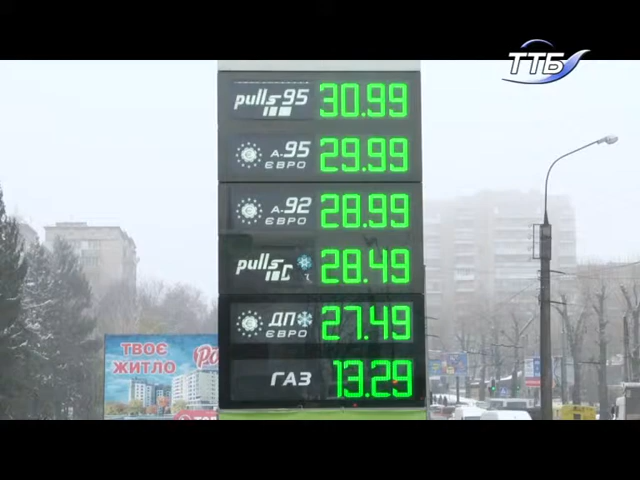 ТТБ
pulls 95 30.99
А-95 ЄВРО 29.99
А-92 ЄВРО 28.99
pulls 28.49
ДП ЄВРО 27.49
ГАЗ 13.29
ТВОЄ
ЖИТЛО